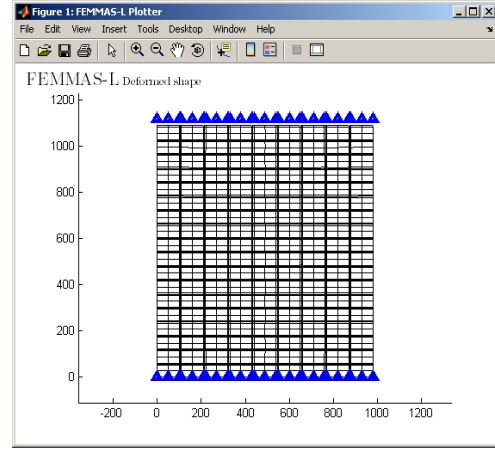 Figure 1: FEMMAS-L Plotter
File Edit View Insert Tools Desktop Window Help
FEMMAS-L Deformed shape
1200
1000
800
600
400
200
0
-200 0 200 400 600 800 1000 1200